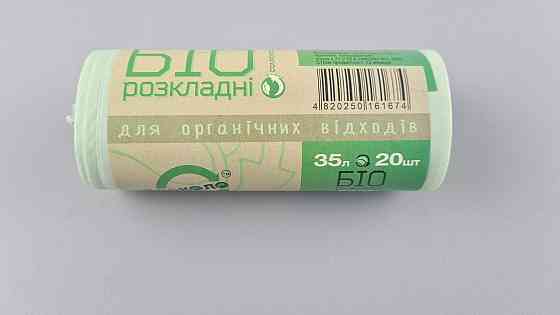 БІО
розкладні
4 820250 161674
для органічних відходів
35л 20шт
БІО